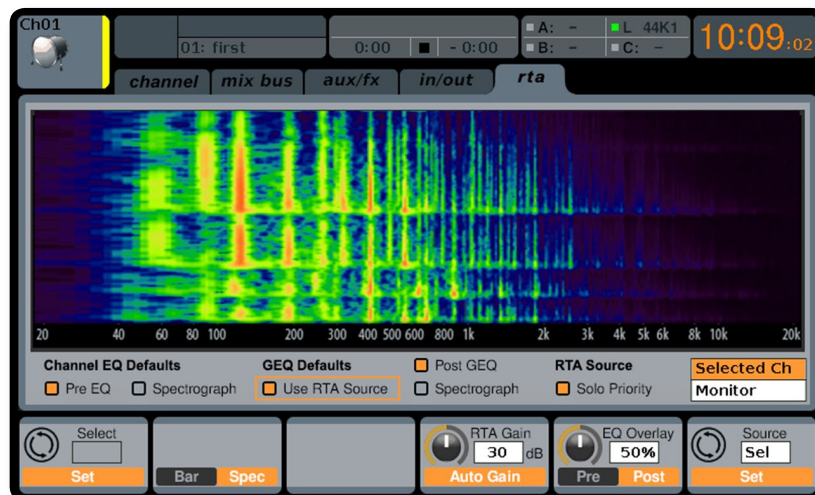 Ch01
A: - L 44K1
01: first 0:00 - 0:00 B: - C: - 10:09:02
channel mix bus aux/fx in/out rta
20 40 60 80 100 200 300 400 500 600 800 1k 2k 3k 4k 5k 6k 8k 10k 20k
Channel EQ Defaults GEQ Defaults Post GEQ RTA Source Selected Ch
Pre EQ Spectrograph Use RTA Source Spectrograph Solo Priority Monitor
Select RTA Gain EQ Overlay Source
30 dB 50% Sel
Set Bar Spec Auto Gain Pre Post Set